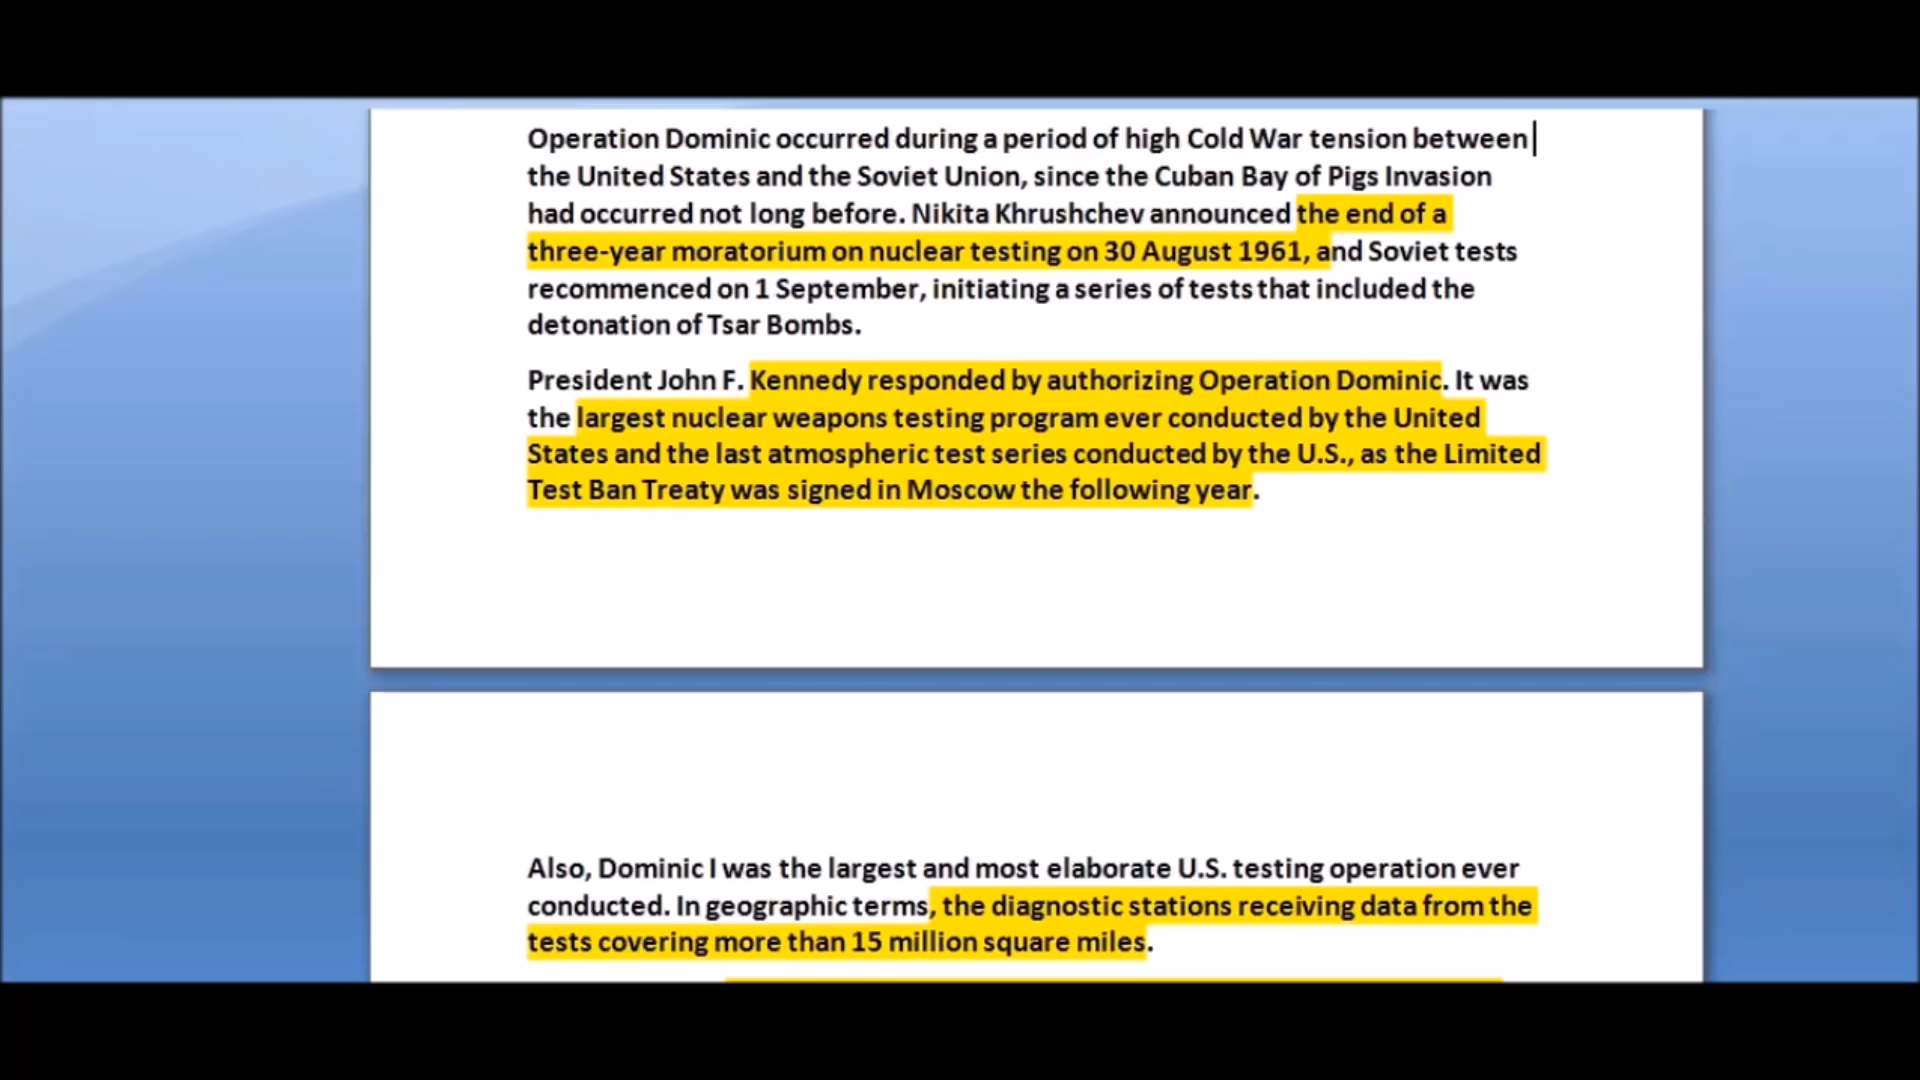 Operation Dominic occurred during a period of high Cold War tension between
the United States and the Soviet Union, since the Cuban Bay of Pigs Invasion
had occurred not long before. Nikita Khrushchev announced the end of a
three-year moratorium on nuclear testing on 30 August 1961, and Soviet tests
recommenced on 1 September, initiating a series of tests that included the
detonation of Tsar Bombs.
President John F. Kennedy responded by authorizing Operation Dominic. It was
the largest nuclear weapons testing program ever conducted by the United
States and the last atmospheric test series conducted by the U.S., as the Limited
Test Ban Treaty was signed in Moscow the following year.
Also, Dominic I was the largest and most elaborate U.S. testing operation ever
conducted. In geographic terms, the diagnostic stations receiving data from the
tests covering more than 15 million square miles.